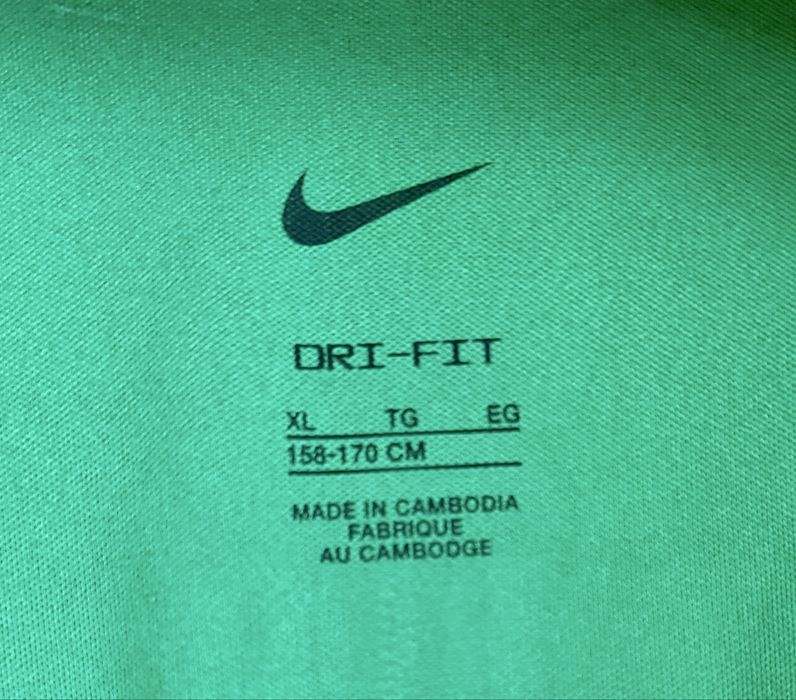 DRI-FIT
XL TG EG
158-170 CM
MADE IN CAMBODIA
FABRIQUE
AU CAMBODGE